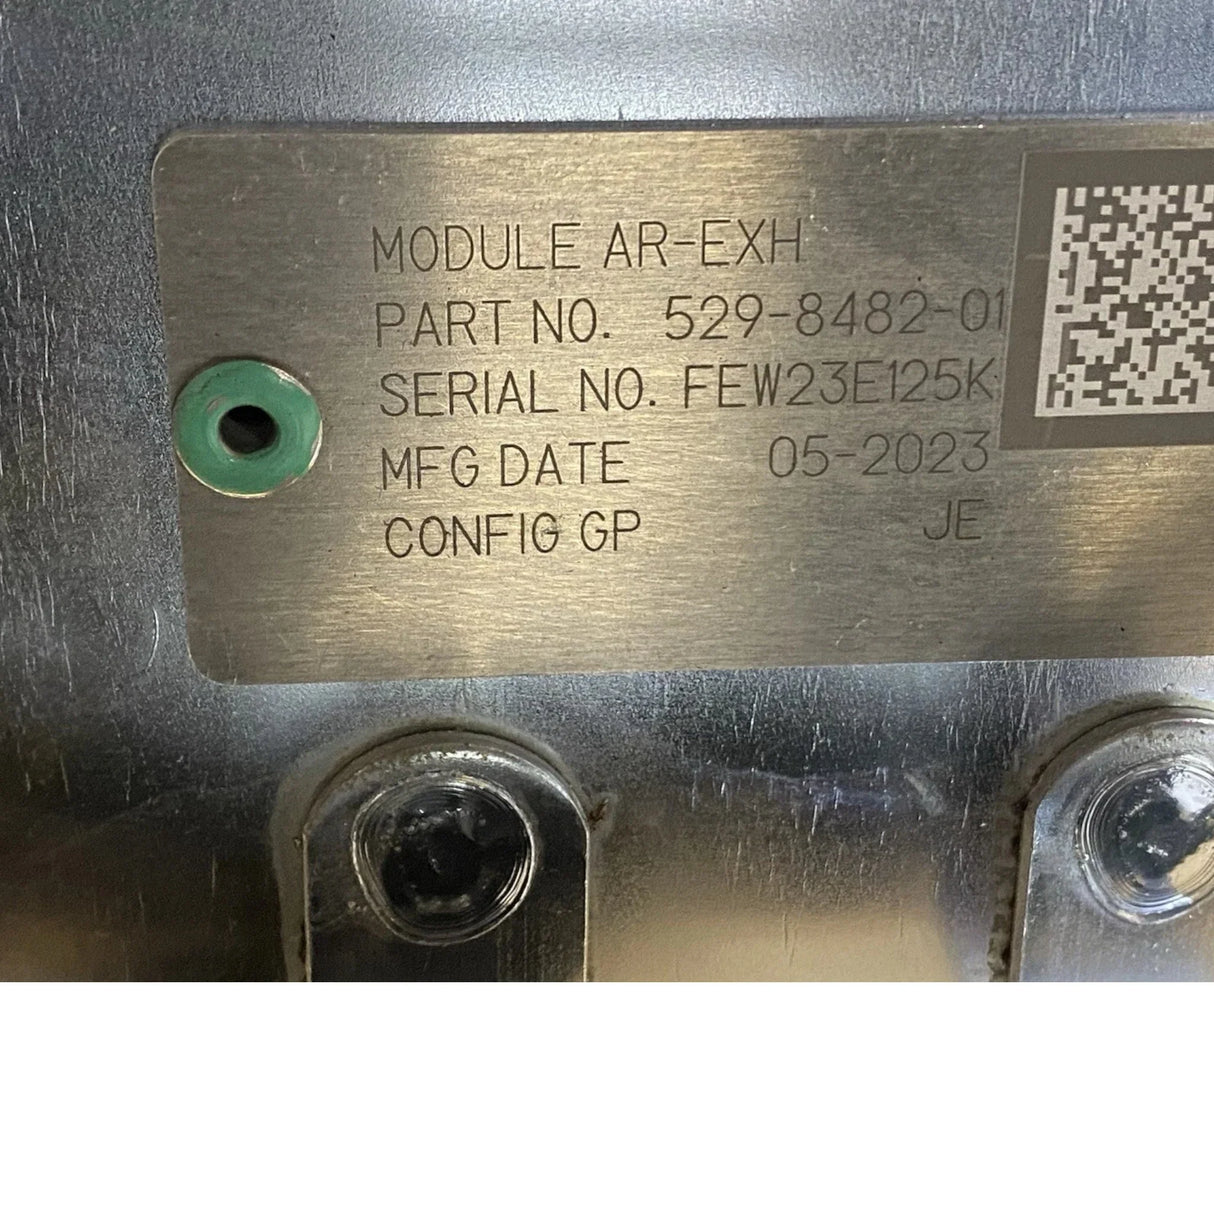 MODULE AR-EXH
PART NO. 529-8482-01
SERIAL NO. FEW23E125K
MFG DATE 05-2023
CONFIG GP JE